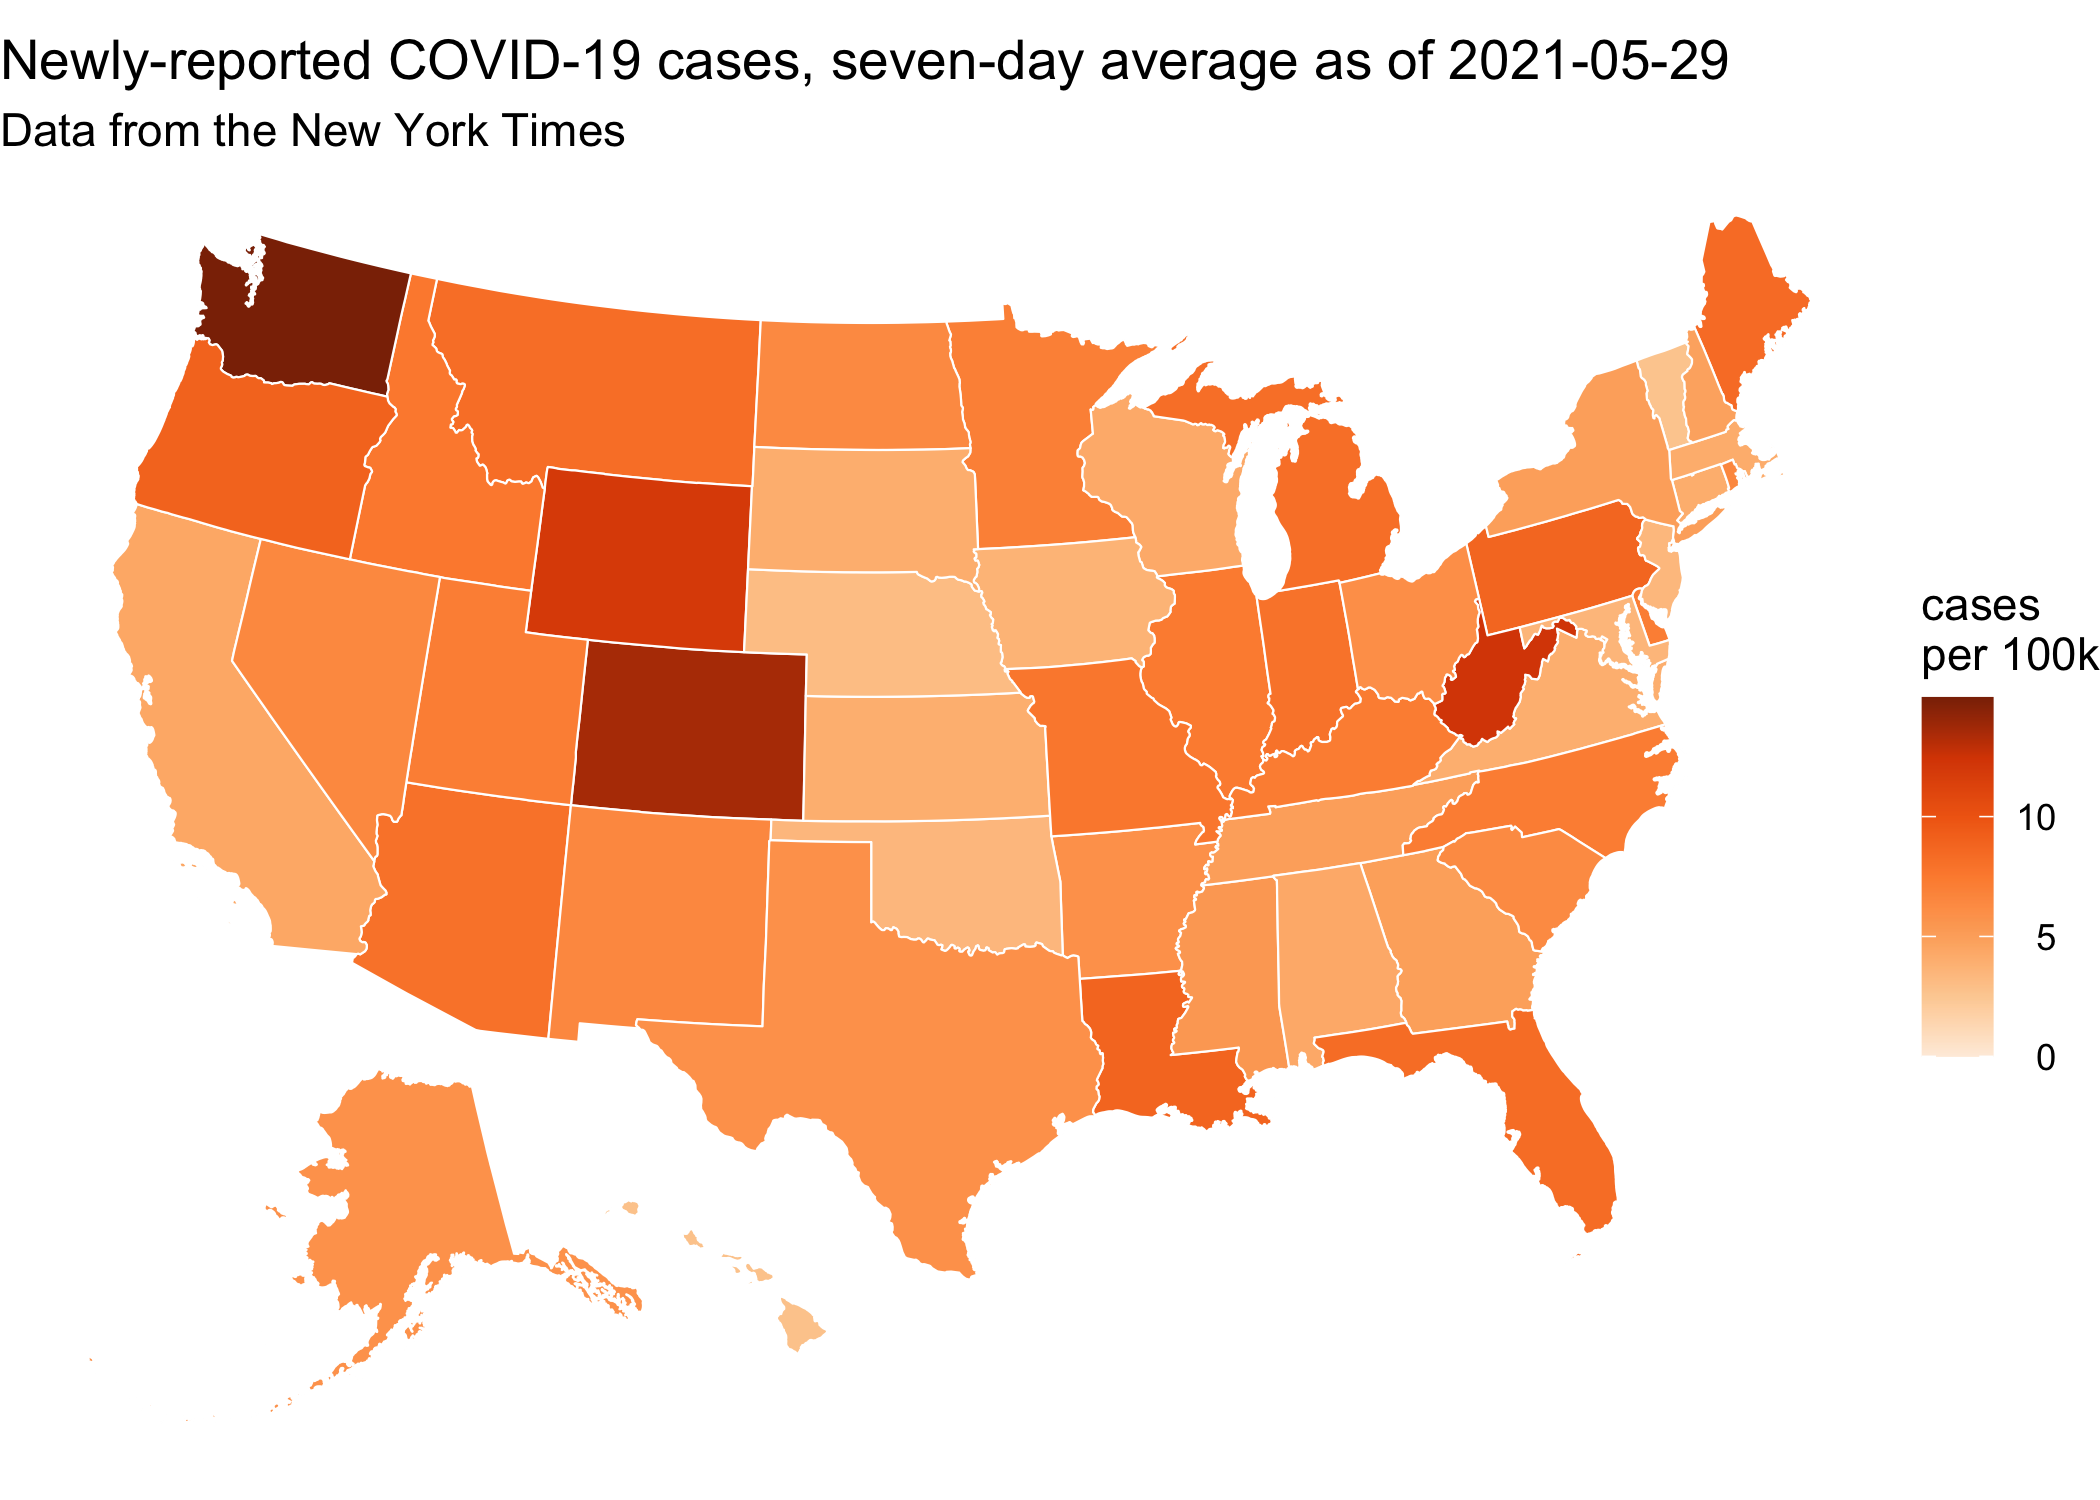 Newly-reported COVID-19 cases, seven-day average as of 2021-05-29
Data from the New York Times
cases
per 100k
10
5
0